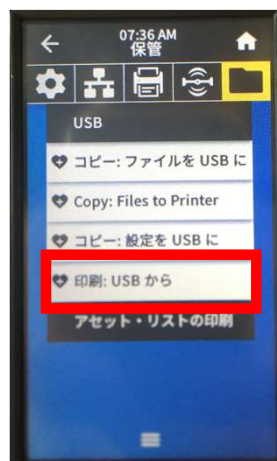 07:36 AM
保管
USB
コピー: ファイルを USB に
Copy: Files to Printer
コピー: 設定を USB に
印刷: USB から
アセット・リストの印刷